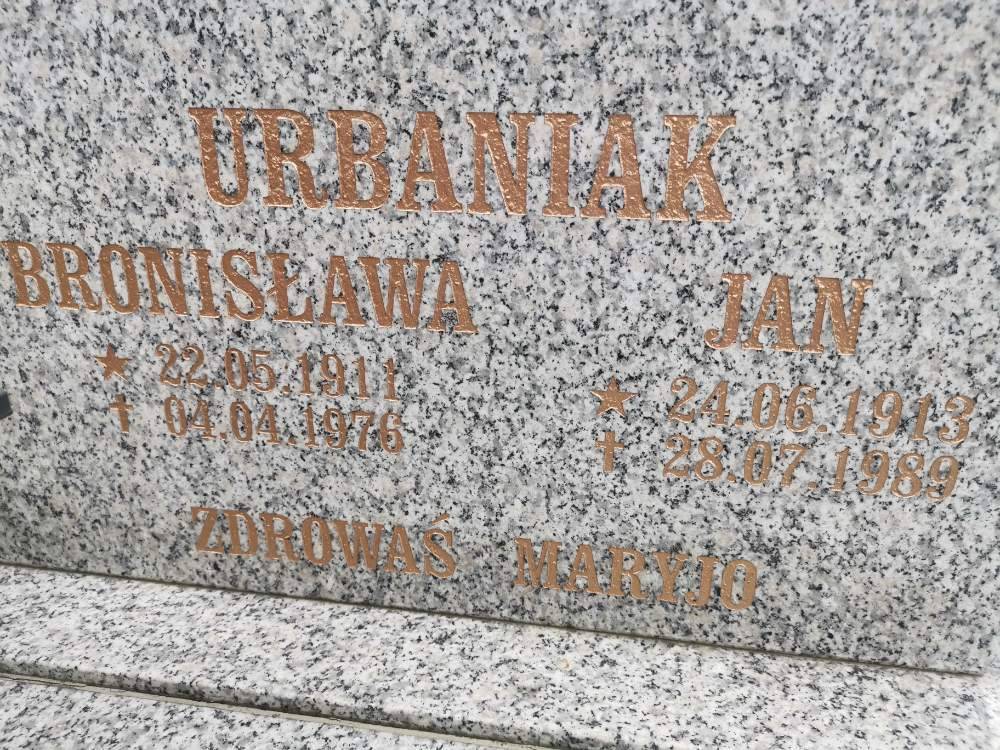 URBANIAK
BRONISŁAWA
★ 22.05.1911
✝ 04.04.1976
JAN
★ 24.06.1913
✝ 28.07.1989
ZDROWAŚ MARYJO